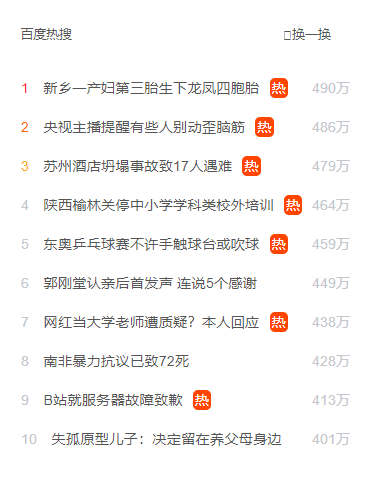 百度热搜 换一换
1 新乡一产妇第三胎生下龙凤四胞胎 热 490万
2 央视主播提醒有些人别动歪脑筋 热 486万
3 苏州酒店坍塌事故致17人遇难 热 479万
4 陕西榆林关停中小学学科类校外培训 热 464万
5 东奥乒乓球赛不许手触球台或吹球 热 459万
6 郭刚堂认亲后首发声 连说5个感谢 449万
7 网红当大学老师遭质疑？本人回应 热 438万
8 南非暴力抗议已致72死 428万
9 B站就服务器故障致歉 热 413万
10 失孤原型儿子：决定留在养父母身边 401万